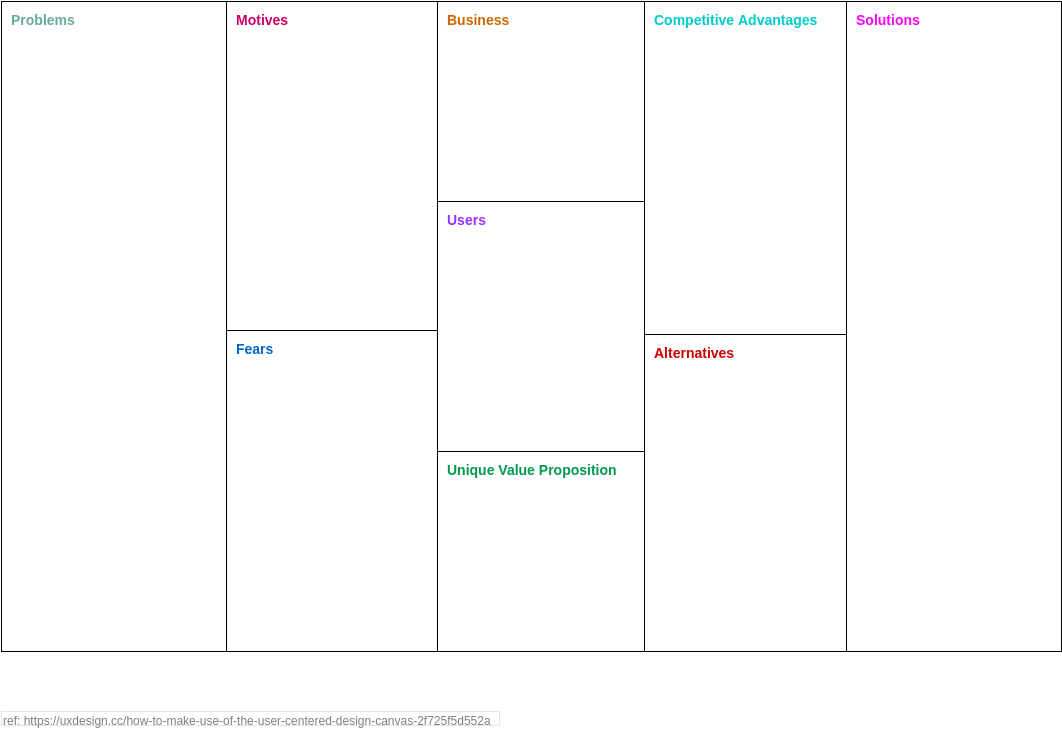 Problems
Motives
Fears
Business
Users
Unique Value Proposition
Competitive Advantages
Alternatives
Solutions
ref: https://uxdesign.cc/how-to-make-use-of-the-user-centered-design-canvas-2f725f5d552a